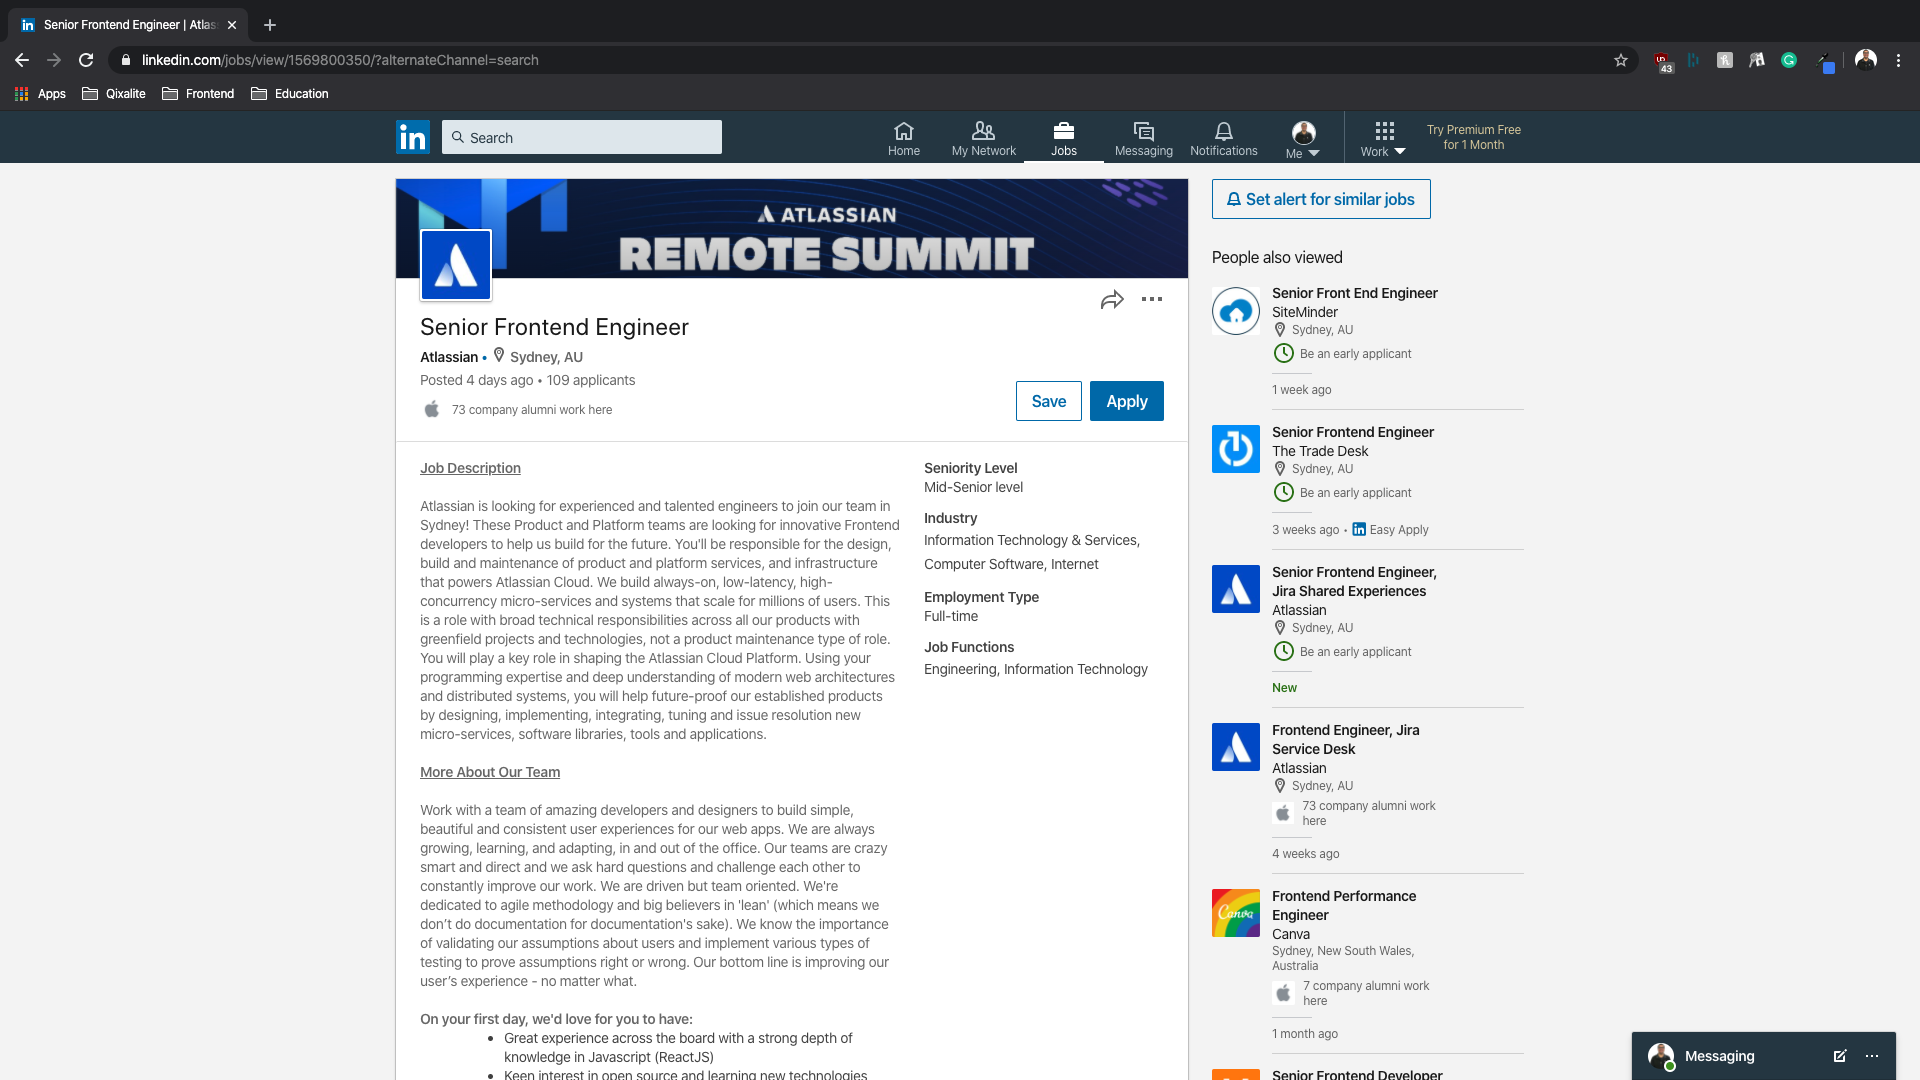 Senior Frontend Engineer | Atlas
linkedin.com/jobs/view/1569800350/?alternateChannel=search
43
Apps
Qixalite
Frontend
Education
in
Search
Home
My Network
Jobs
Messaging
Notifications
Me
Work
Try Premium Free
for 1 Month
ATLASSIAN
REMOTE SUMMIT
Senior Frontend Engineer
Atlassian • Sydney, AU
Posted 4 days ago • 109 applicants
73 company alumni work here
Save
Apply
Job Description
Atlassian is looking for experienced and talented engineers to join our team in
Sydney! These Product and Platform teams are looking for innovative Frontend
developers to help us build for the future. You'll be responsible for the design,
build and maintenance of product and platform services, and infrastructure
that powers Atlassian Cloud. We build always-on, low-latency, high-
concurrency micro-services and systems that scale for millions of users. This
is a role with broad technical responsibilities across all our products with
greenfield projects and technologies, not a product maintenance type of role.
You will play a key role in shaping the Atlassian Cloud Platform. Using your
programming expertise and deep understanding of modern web architectures
and distributed systems, you will help future-proof our established products
by designing, implementing, integrating, tuning and issue resolution new
micro-services, software libraries, tools and applications.
More About Our Team
Work with a team of amazing developers and designers to build simple,
beautiful and consistent user experiences for our web apps. We are always
growing, learning, and adapting, in and out of the office. Our teams are crazy
smart and direct and we ask hard questions and challenge each other to
constantly improve our work. We are driven but team oriented. We're
dedicated to agile methodology and big believers in 'lean' (which means we
don’t do documentation for documentation's sake). We know the importance
of validating our assumptions about users and implement various types of
testing to prove assumptions right or wrong. Our bottom line is improving our
user’s experience - no matter what.
On your first day, we'd love for you to have:
• Great experience across the board with a strong depth of
knowledge in Javascript (ReactJS)
• Keen interest in open source and learning new technologies
Seniority Level
Mid-Senior level
Industry
Information Technology & Services,
Computer Software, Internet
Employment Type
Full-time
Job Functions
Engineering, Information Technology
Set alert for similar jobs
People also viewed
Senior Front End Engineer
SiteMinder
Sydney, AU
Be an early applicant
1 week ago
Senior Frontend Engineer
The Trade Desk
Sydney, AU
Be an early applicant
3 weeks ago • in Easy Apply
Senior Frontend Engineer,
Jira Shared Experiences
Atlassian
Sydney, AU
Be an early applicant
New
Frontend Engineer, Jira
Service Desk
Atlassian
Sydney, AU
73 company alumni work
here
4 weeks ago
Canva
Frontend Performance
Engineer
Canva
Sydney, New South Wales,
Australia
7 company alumni work
here
1 month ago
Senior Frontend Developer
Messaging